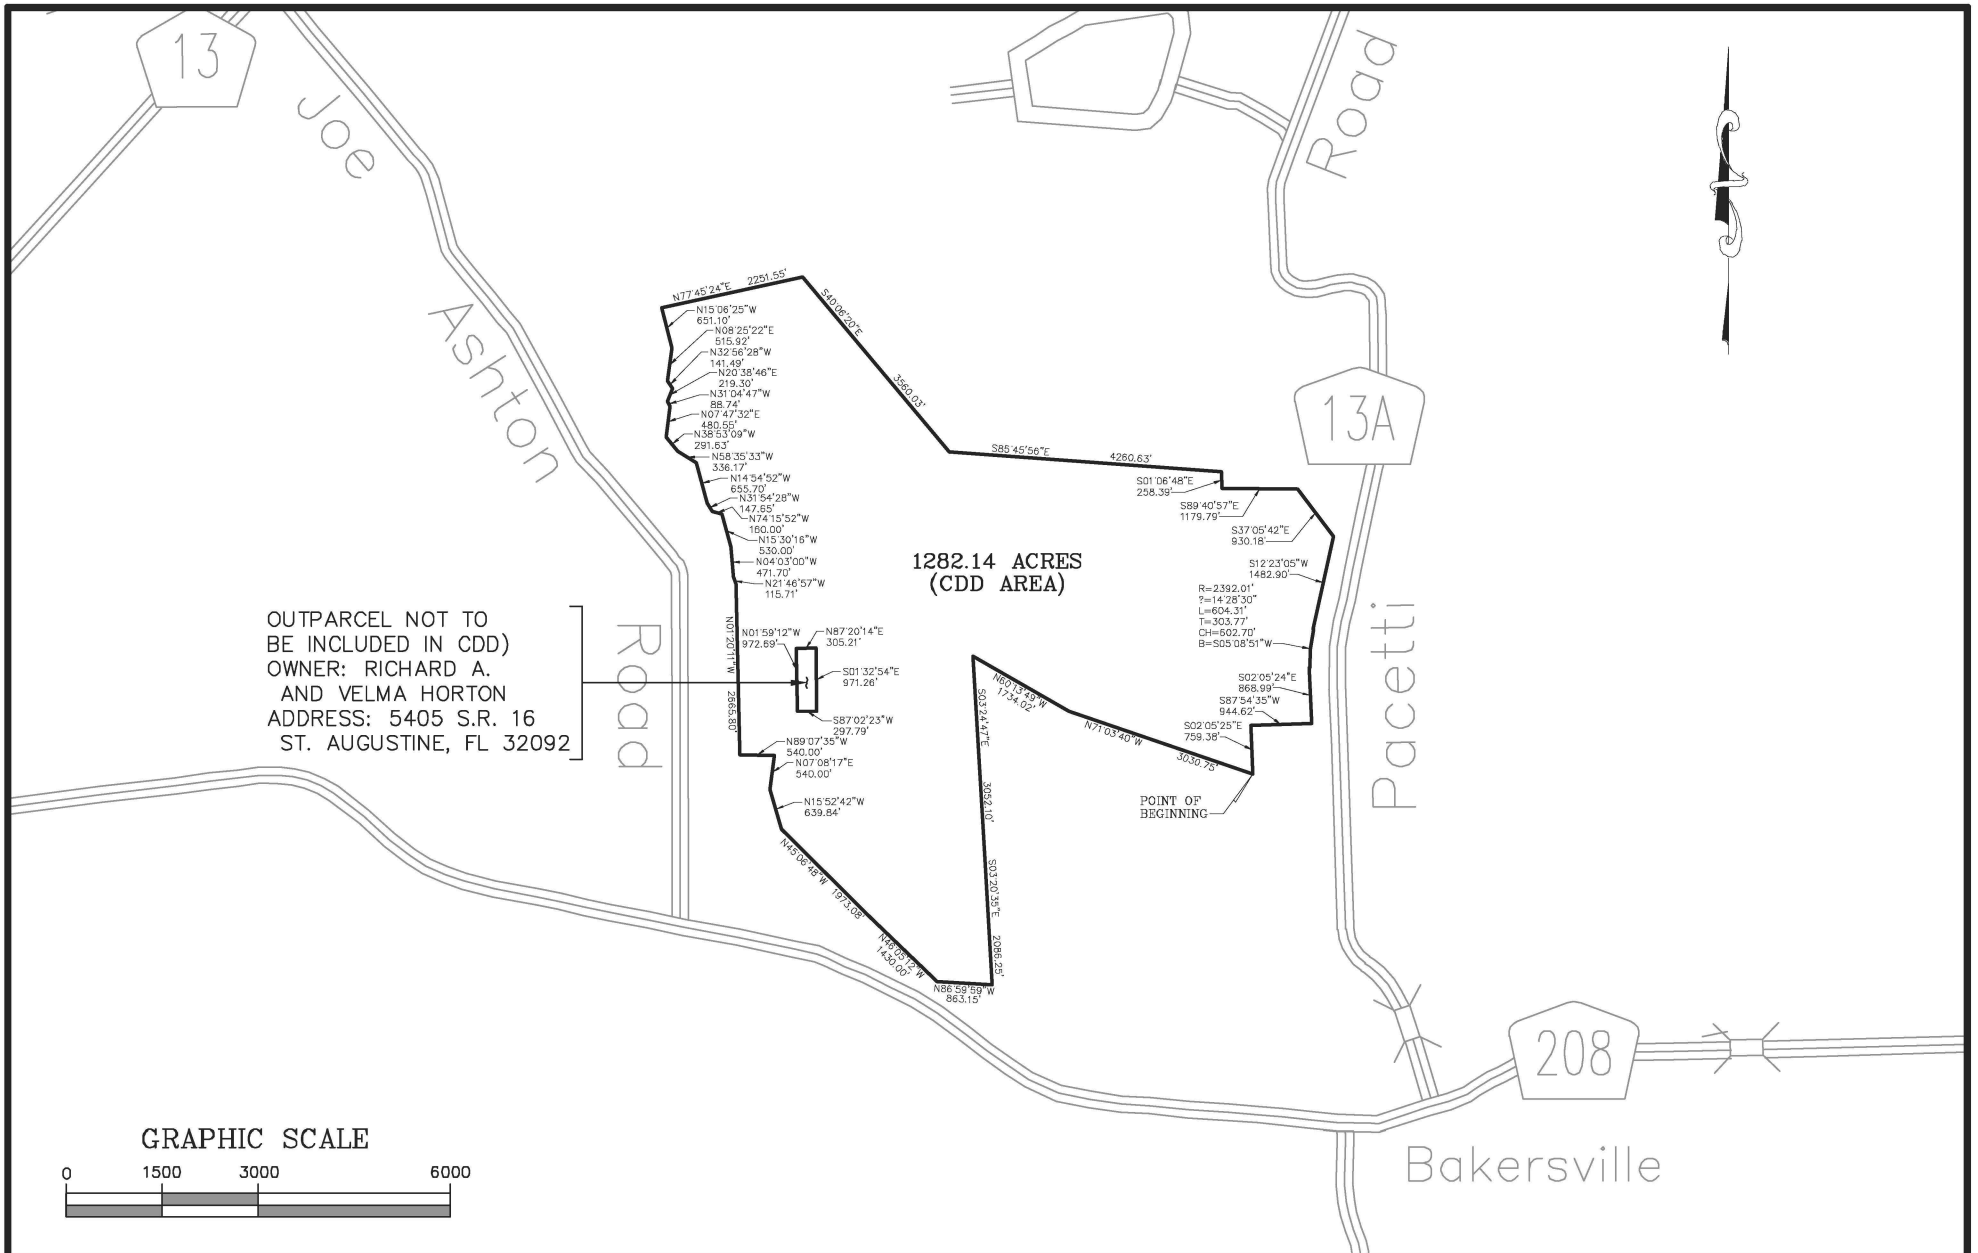 13
Joe
Ashton
Road
Road
13A
Pacetti
208
Bakersville
N77°45'24"E 2251.55'
N15°06'25"W
651.10'
N08°25'22"E
515.92'
N32°56'28"W
141.49'
N20°38'46"E
219.30'
N31°04'47"W
88.74'
N07°47'32"E
480.55'
N38°53'09"W
291.63'
N58°35'33"W
336.17'
N14°54'52"W
655.70'
N31°54'28"W
147.65'
N74°15'52"W
160.00'
N15°30'16"W
530.00'
N04°03'00"W
471.70'
N21°46'57"W
115.71'
N01°20'11"W 2665.80'
S40°06'20"E 3560.03'
S85°45'56"E 4260.63'
S01°06'48"E
258.39'
S89°40'57"E
1179.79'
S37°05'42"E
930.18'
S12°23'05"W
1482.90'
R=2392.01'
?=14°28'30"
L=604.31'
T=303.77'
CH=602.70'
B=S05°08'51"W
S02°05'24"E
868.99'
S87°54'35"W
944.62'
S02°05'25"E
759.38'
1282.14 ACRES
(CDD AREA)
OUTPARCEL NOT TO
BE INCLUDED IN CDD)
OWNER: RICHARD A.
AND VELMA HORTON
ADDRESS: 5405 S.R. 16
ST. AUGUSTINE, FL 32092
N01°59'12"W
972.69'
N87°20'14"E
305.21'
S01°32'54"E
971.26'
S87°02'23"W
297.79'
N89°07'35"W
540.00'
N07°08'17"E
540.00'
N15°52'42"W
639.84'
N45°06'48"W 1973.08'
N46°05'12"W
1430.00'
N86°59'59"W
863.15'
S03°24'47"E 3052.10'
S03°20'35"E 2086.25'
N60°13'49"W
1734.02'
N71°03'40"W 3030.75'
POINT OF
BEGINNING
GRAPHIC SCALE
0 1500 3000 6000